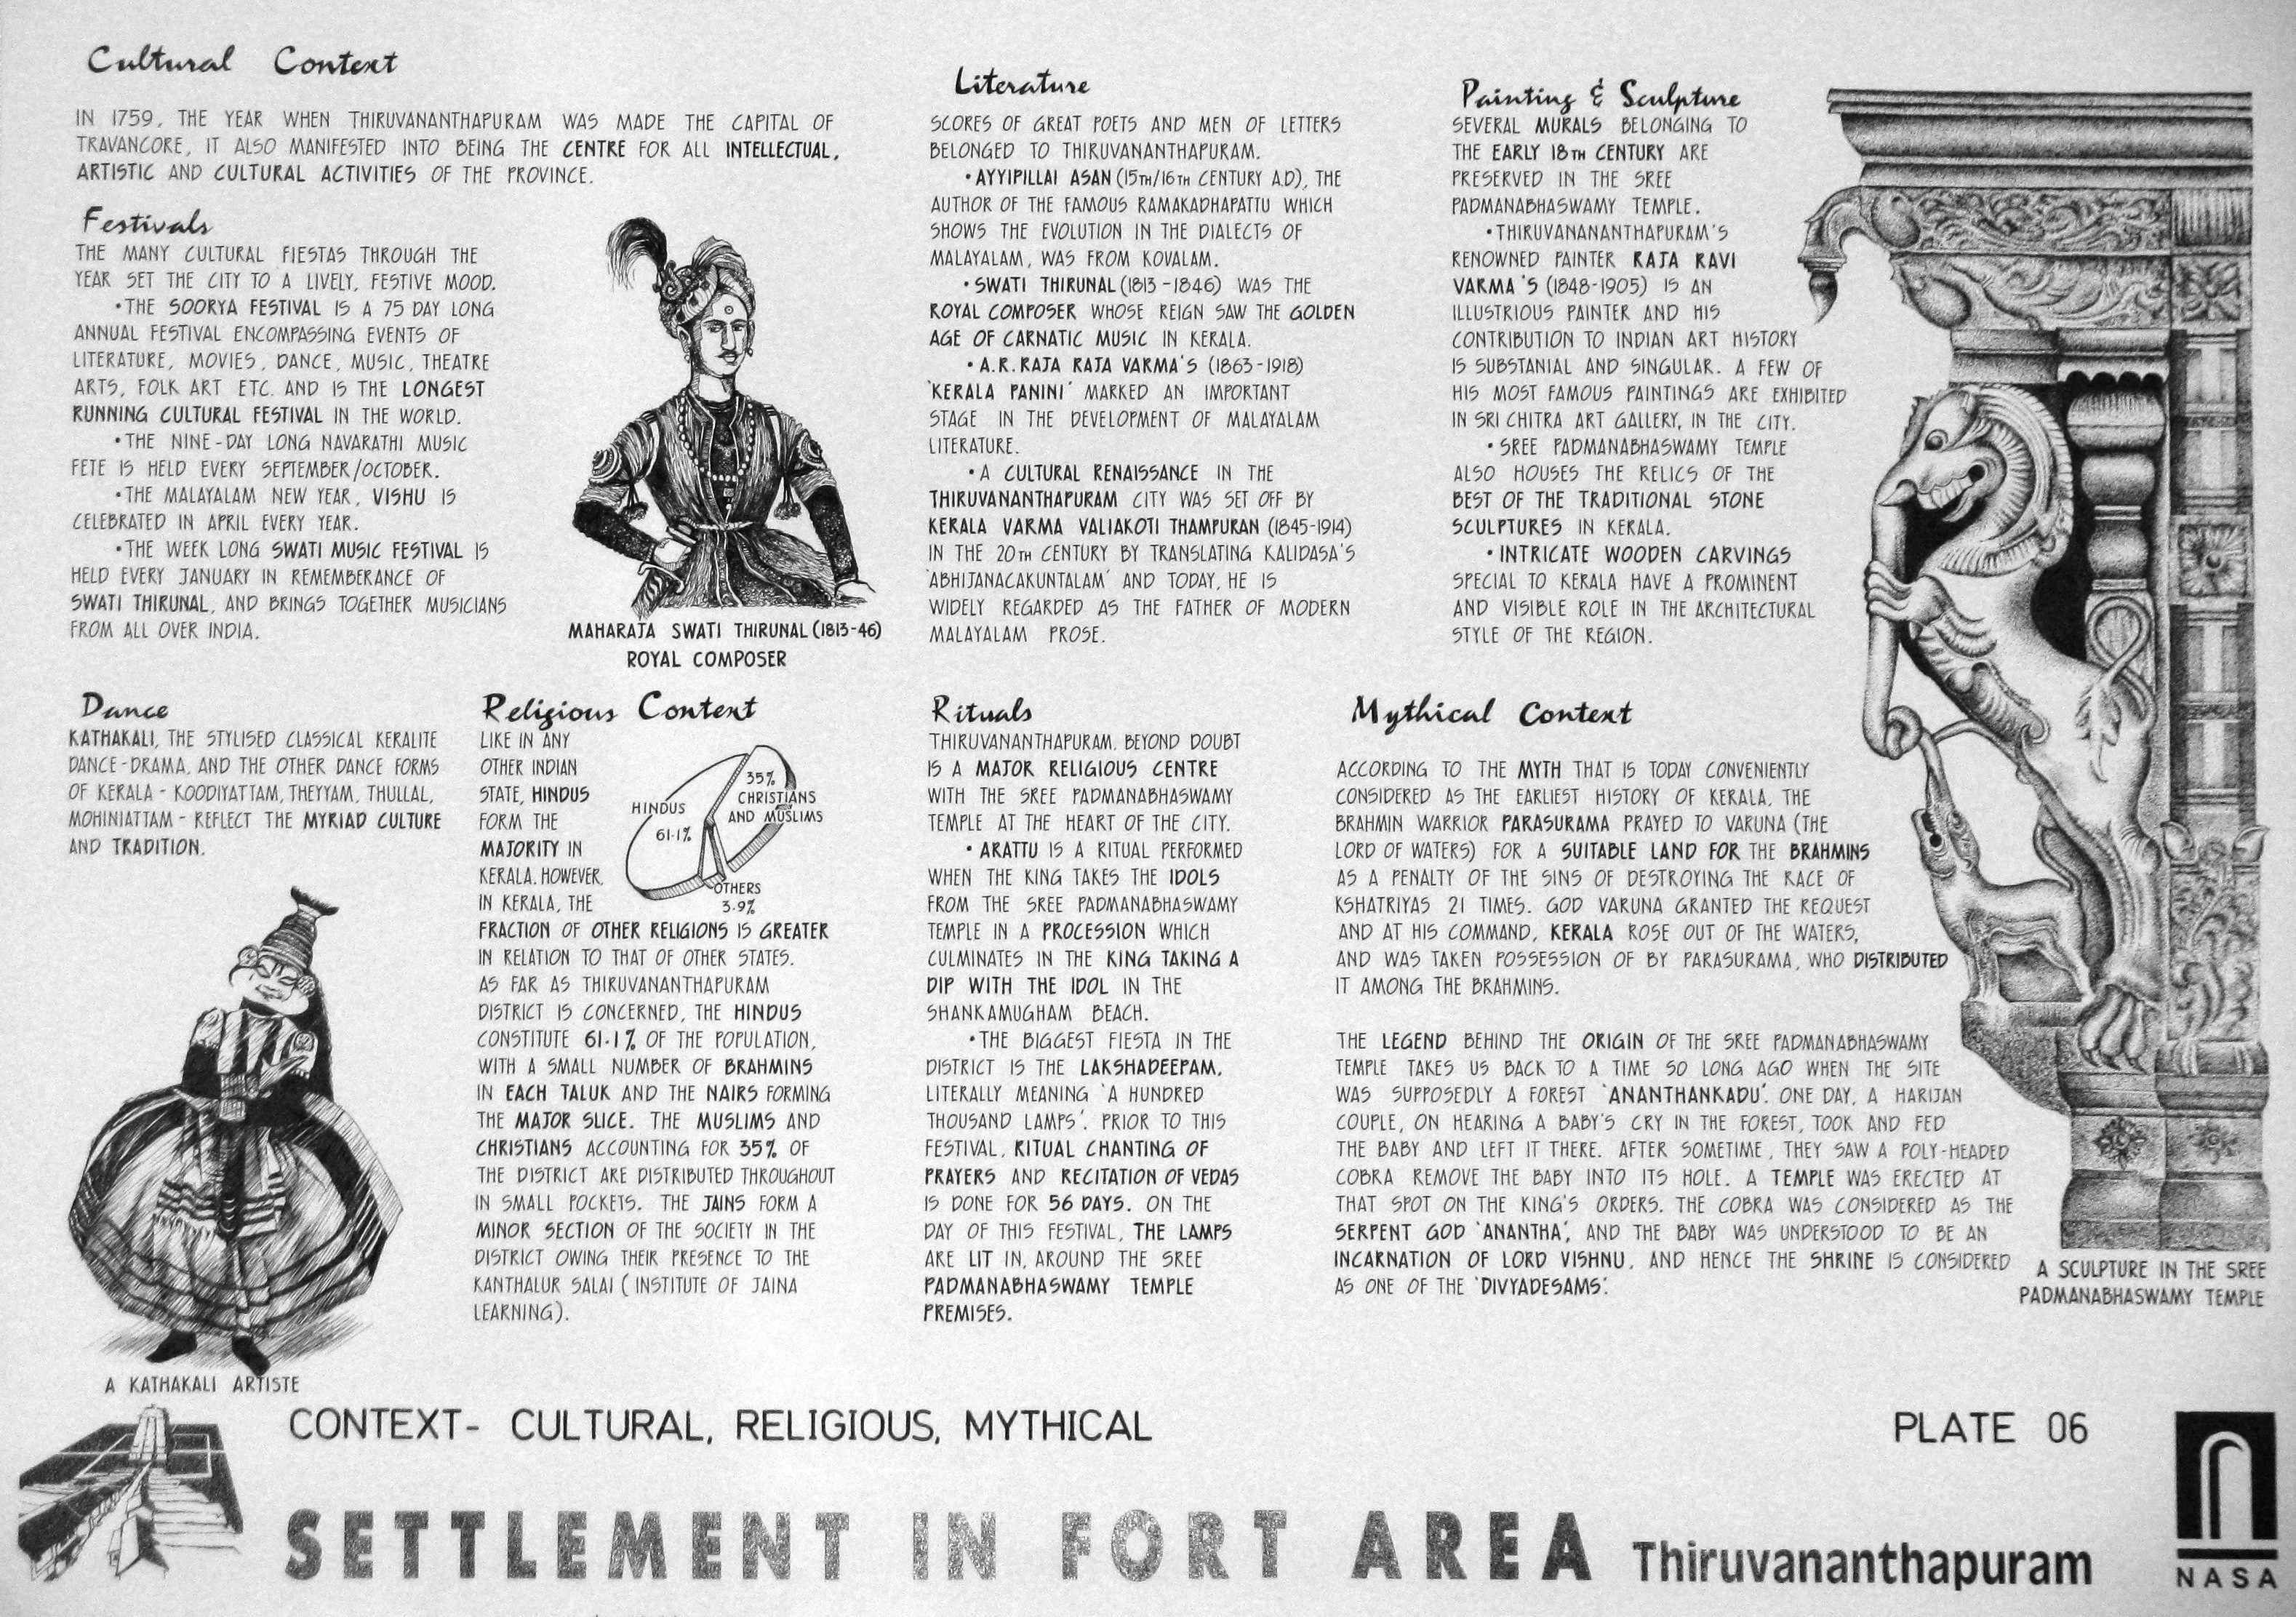 Cultural Context
IN 1759, THE YEAR WHEN THIRUVANANTHAPURAM WAS MADE THE CAPITAL OF
TRAVANCORE, IT ALSO MANIFESTED INTO BEING THE CENTRE FOR ALL INTELLECTUAL,
ARTISTIC AND CULTURAL ACTIVITIES OF THE PROVINCE.
Festivals
THE MANY CULTURAL FIESTAS THROUGH THE
YEAR SET THE CITY TO A LIVELY, FESTIVE MOOD.
•THE SOORYA FESTIVAL IS A 75 DAY LONG
ANNUAL FESTIVAL ENCOMPASSING EVENTS OF
LITERATURE, MOVIES, DANCE, MUSIC, THEATRE
ARTS, FOLK ART ETC. AND IS THE LONGEST
RUNNING CULTURAL FESTIVAL IN THE WORLD.
•THE NINE-DAY LONG NAVARATHI MUSIC
FETE IS HELD EVERY SEPTEMBER/OCTOBER.
•THE MALAYALAM NEW YEAR, VISHU IS
CELEBRATED IN APRIL EVERY YEAR.
•THE WEEK LONG SWATI MUSIC FESTIVAL IS
HELD EVERY JANUARY IN REMEMBERANCE OF
SWATI THIRUNAL, AND BRINGS TOGETHER MUSICIANS
FROM ALL OVER INDIA.
MAHARAJA SWATI THIRUNAL (1813-46)
ROYAL COMPOSER
Literature
SCORES OF GREAT POETS AND MEN OF LETTERS
BELONGED TO THIRUVANANTHAPURAM.
•AYYIPILLAI ASAN (15TH/16TH CENTURY A.D), THE
AUTHOR OF THE FAMOUS RAMAKADHAPATTU WHICH
SHOWS THE EVOLUTION IN THE DIALECTS OF
MALAYALAM, WAS FROM KOVALAM.
•SWATI THIRUNAL (1813-1846) WAS THE
ROYAL COMPOSER WHOSE REIGN SAW THE GOLDEN
AGE OF CARNATIC MUSIC IN KERALA.
•A.R.RAJA RAJA VARMA'S (1863-1918)
'KERALA PANINI' MARKED AN IMPORTANT
STAGE IN THE DEVELOPMENT OF MALAYALAM
LITERATURE.
•A CULTURAL RENAISSANCE IN THE
THIRUVANANTHAPURAM CITY WAS SET OFF BY
KERALA VARMA VALIAKOTI THAMPURAN (1845-1914)
IN THE 20TH CENTURY BY TRANSLATING KALIDASA'S
'ABHIJANACAKUNTALAM' AND TODAY, HE IS
WIDELY REGARDED AS THE FATHER OF MODERN
MALAYALAM PROSE.
Painting & Sculpture
SEVERAL MURALS BELONGING TO
THE EARLY 18TH CENTURY ARE
PRESERVED IN THE SREE
PADMANABHASWAMY TEMPLE.
•THIRUVANANANTHAPURAM'S
RENOWNED PAINTER RAJA RAVI
VARMA 'S (1848-1905) IS AN
ILLUSTRIOUS PAINTER AND HIS
CONTRIBUTION TO INDIAN ART HISTORY
IS SUBSTANIAL AND SINGULAR. A FEW OF
HIS MOST FAMOUS PAINTINGS ARE EXHIBITED
IN SRI CHITRA ART GALLERY, IN THE CITY.
•SREE PADMANABHASWAMY TEMPLE
ALSO HOUSES THE RELICS OF THE
BEST OF THE TRADITIONAL STONE
SCULPTURES IN KERALA.
•INTRICATE WOODEN CARVINGS
SPECIAL TO KERALA HAVE A PROMINENT
AND VISIBLE ROLE IN THE ARCHITECTURAL
STYLE OF THE REGION.
Dance
KATHAKALI, THE STYLISED CLASSICAL KERALITE
DANCE-DRAMA, AND THE OTHER DANCE FORMS
OF KERALA - KOODIYATTAM, THEYYAM, THULLAL,
MOHINIATTAM - REFLECT THE MYRIAD CULTURE
AND TRADITION.
A KATHAKALI ARTISTE
Religious Context
LIKE IN ANY
OTHER INDIAN
STATE, HINDUS
FORM THE
MAJORITY IN
KERALA. HOWEVER,
IN KERALA, THE
FRACTION OF OTHER RELIGIONS IS GREATER
IN RELATION TO THAT OF OTHER STATES.
AS FAR AS THIRUVANANTHAPURAM
DISTRICT IS CONCERNED, THE HINDUS
CONSTITUTE 61.1% OF THE POPULATION,
WITH A SMALL NUMBER OF BRAHMINS
IN EACH TALUK AND THE NAIRS FORMING
THE MAJOR SLICE. THE MUSLIMS AND
CHRISTIANS ACCOUNTING FOR 35% OF
THE DISTRICT ARE DISTRIBUTED THROUGHOUT
IN SMALL POCKETS. THE JAINS FORM A
MINOR SECTION OF THE SOCIETY IN THE
DISTRICT OWING THEIR PRESENCE TO THE
KANTHALUR SALAI (INSTITUTE OF JAINA
LEARNING).
HINDUS
61.1%
35%
CHRISTIANS
AND MUSLIMS
OTHERS
3.9%
Rituals
THIRUVANANTHAPURAM, BEYOND DOUBT
IS A MAJOR RELIGIOUS CENTRE
WITH THE SREE PADMANABHASWAMY
TEMPLE AT THE HEART OF THE CITY.
•ARATTU IS A RITUAL PERFORMED
WHEN THE KING TAKES THE IDOLS
FROM THE SREE PADMANABHASWAMY
TEMPLE IN A PROCESSION WHICH
CULMINATES IN THE KING TAKING A
DIP WITH THE IDOL IN THE
SHANKAMUGHAM BEACH.
•THE BIGGEST FIESTA IN THE
DISTRICT IS THE LAKSHADEEPAM,
LITERALLY MEANING 'A HUNDRED
THOUSAND LAMPS'. PRIOR TO THIS
FESTIVAL, RITUAL CHANTING OF
PRAYERS AND RECITATION OF VEDAS
IS DONE FOR 56 DAYS. ON THE
DAY OF THIS FESTIVAL, THE LAMPS
ARE LIT IN, AROUND THE SREE
PADMANABHASWAMY TEMPLE
PREMISES.
Mythical Context
ACCORDING TO THE MYTH THAT IS TODAY CONVENIENTLY
CONSIDERED AS THE EARLIEST HISTORY OF KERALA, THE
BRAHMIN WARRIOR PARASURAMA PRAYED TO VARUNA (THE
LORD OF WATERS) FOR A SUITABLE LAND FOR THE BRAHMINS
AS A PENALTY OF THE SINS OF DESTROYING THE RACE OF
KSHATRIYAS 21 TIMES. GOD VARUNA GRANTED THE REQUEST
AND AT HIS COMMAND, KERALA ROSE OUT OF THE WATERS,
AND WAS TAKEN POSSESSION OF BY PARASURAMA, WHO DISTRIBUTED
IT AMONG THE BRAHMINS.
THE LEGEND BEHIND THE ORIGIN OF THE SREE PADMANABHASWAMY
TEMPLE TAKES US BACK TO A TIME SO LONG AGO WHEN THE SITE
WAS SUPPOSEDLY A FOREST 'ANANTHANKADU'. ONE DAY, A HARIJAN
COUPLE, ON HEARING A BABY'S CRY IN THE FOREST, TOOK AND FED
THE BABY AND LEFT IT THERE. AFTER SOMETIME, THEY SAW A POLY-HEADED
COBRA REMOVE THE BABY INTO ITS HOLE. A TEMPLE WAS ERECTED AT
THAT SPOT ON THE KING'S ORDERS. THE COBRA WAS CONSIDERED AS THE
SERPENT GOD 'ANANTHA', AND THE BABY WAS UNDERSTOOD TO BE AN
INCARNATION OF LORD VISHNU, AND HENCE THE SHRINE IS CONSIDERED
AS ONE OF THE 'DIVYADESAMS'.
A SCULPTURE IN THE SREE
PADMANABHASWAMY TEMPLE
CONTEXT- CULTURAL, RELIGIOUS, MYTHICAL
PLATE 06
SETTLEMENT IN FORT AREA Thiruvananthapuram
NASA